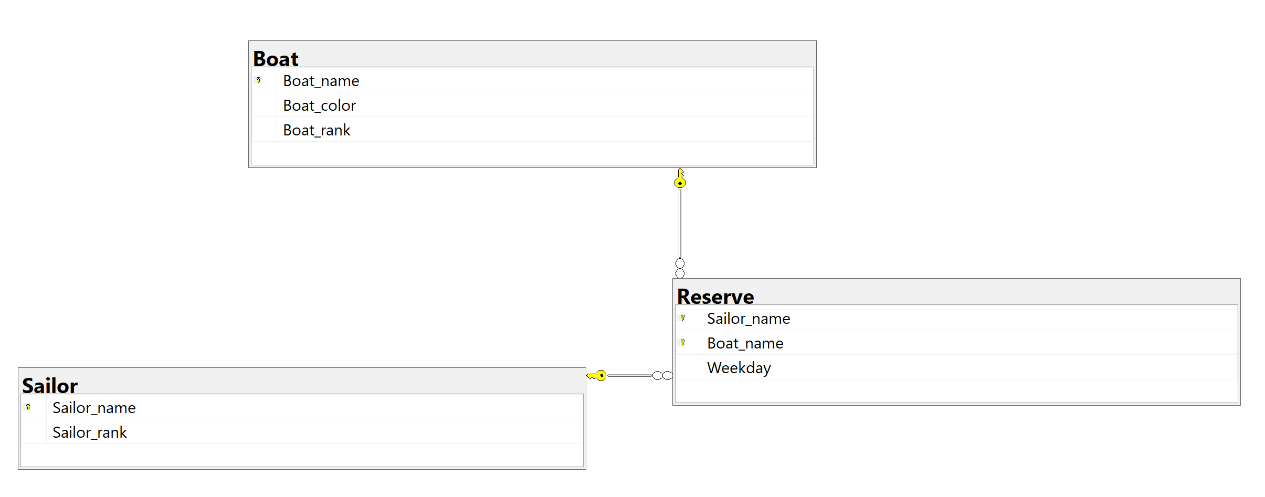 Boat
Boat_name
Boat_color
Boat_rank
Reserve
Sailor_name
Boat_name
Weekday
Sailor
Sailor_name
Sailor_rank